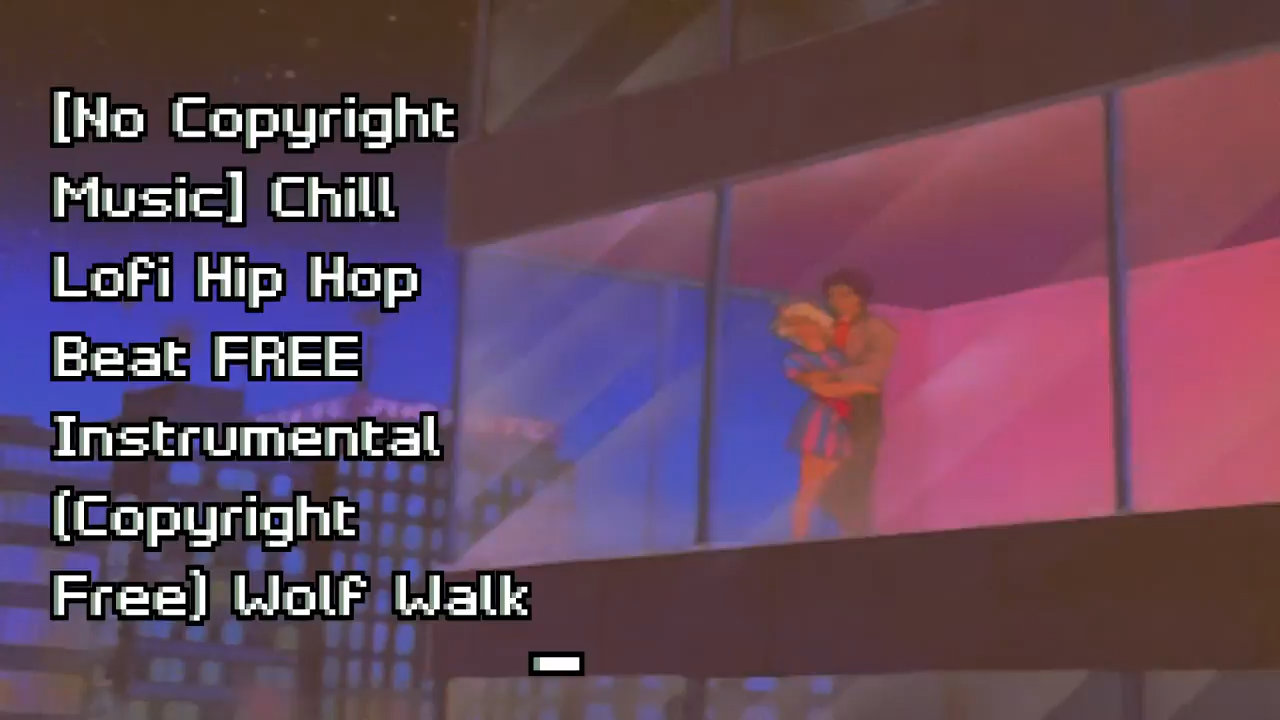 [No Copyright
Music] Chill
Lofi Hip Hop
Beat FREE
Instrumental
(Copyright
Free) Wolf Walk